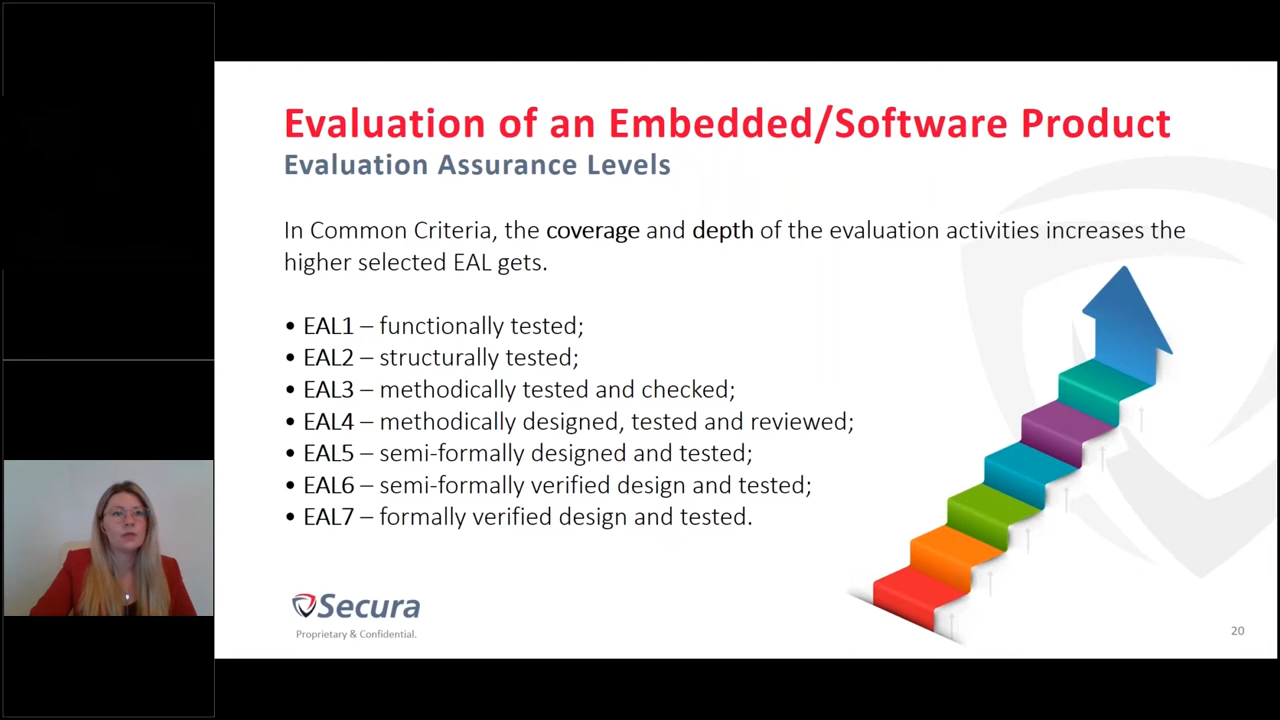 Evaluation of an Embedded/Software Product
Evaluation Assurance Levels
In Common Criteria, the coverage and depth of the evaluation activities increases the
higher selected EAL gets.
• EAL1 – functionally tested;
• EAL2 – structurally tested;
• EAL3 – methodically tested and checked;
• EAL4 – methodically designed, tested and reviewed;
• EAL5 – semi-formally designed and tested;
• EAL6 – semi-formally verified design and tested;
• EAL7 – formally verified design and tested.
Secura
Proprietary & Confidential.
20